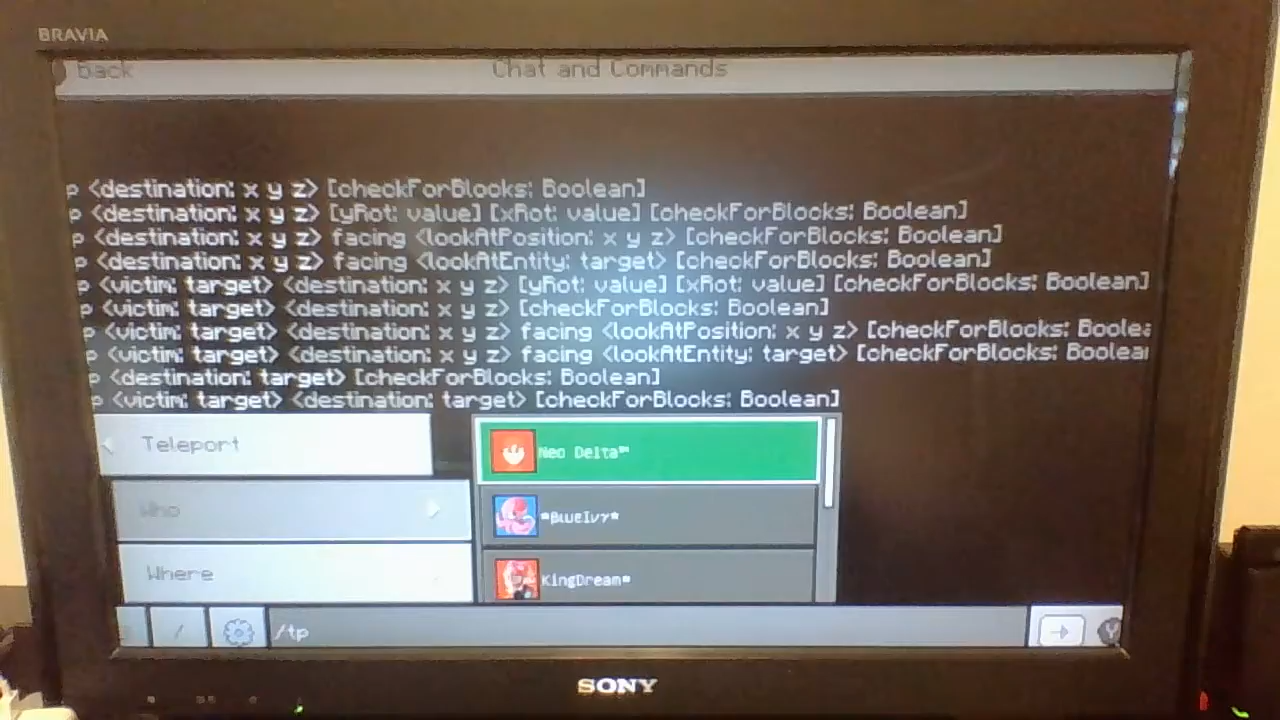 BRAVIA
Back
Chat and Commands
p <destination: x y z> [checkForBlocks: Boolean]
p <destination: x y z> [yRot: value] [xRot: value] [checkForBlocks: Boolean]
p <destination: x y z> facing <lookAtPosition: x y z> [checkForBlocks: Boolean]
p <destination: x y z> facing <lookAtEntity: target> [checkForBlocks: Boolean]
p <victim: target> <destination: x y z> [yRot: value] [xRot: value] [checkForBlocks: Boolean]
p <victim: target> <destination: x y z> [checkForBlocks: Boolean]
p <victim: target> <destination: x y z> facing <lookAtPosition: x y z> [checkForBlocks: Boolea
p <victim: target> <destination: x y z> facing <lookAtEntity: target> [checkForBlocks: Boolea
p <destination: target> [checkForBlocks: Boolean]
p <victim: target> <destination: target> [checkForBlocks: Boolean]
Teleport
Neo Delta™
Who
*BlueIvy*
Where
KingDream*
/
/tp
Y
SONY